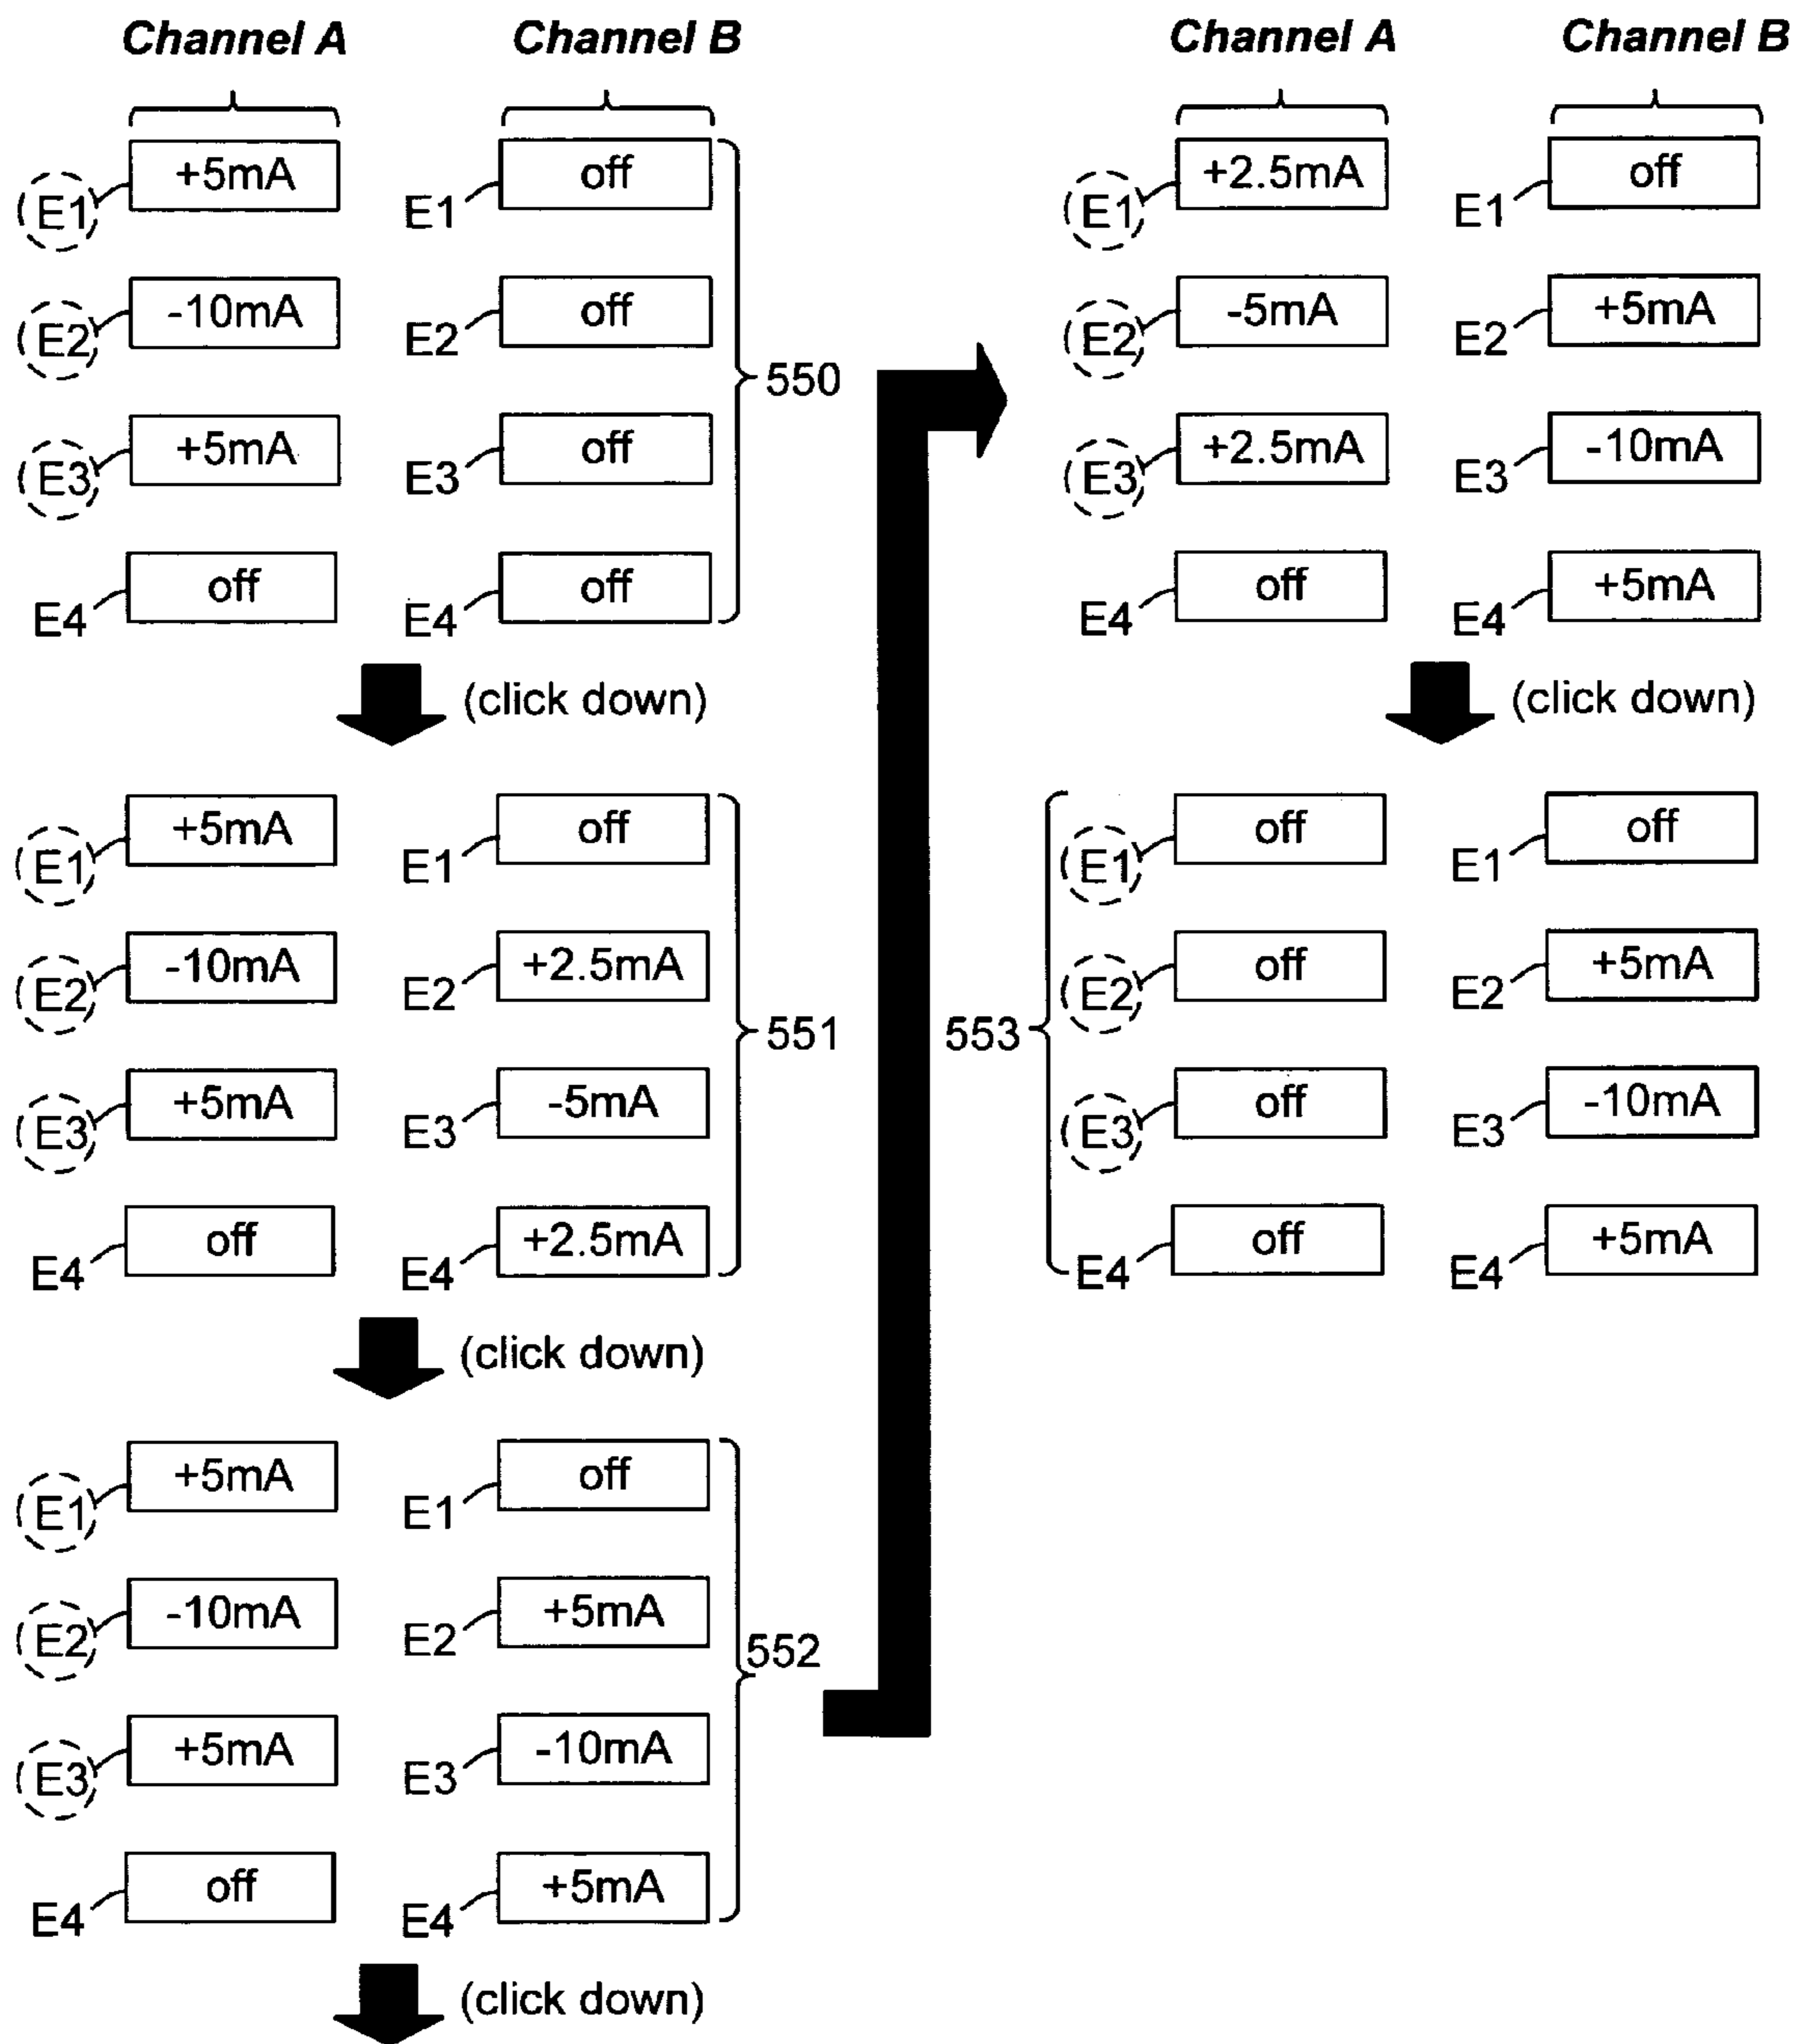 Channel A Channel B
E1 +5mA E1 off
E2 -10mA E2 off
E3 +5mA E3 off
E4 off E4 off
550
(click down)
E1 +5mA E1 off
E2 -10mA E2 +2.5mA
E3 +5mA E3 -5mA
E4 off E4 +2.5mA
551
(click down)
E1 +5mA E1 off
E2 -10mA E2 +5mA
E3 +5mA E3 -10mA
E4 off E4 +5mA
552
(click down)
Channel A Channel B
E1 +2.5mA E1 off
E2 -5mA E2 +5mA
E3 +2.5mA E3 -10mA
E4 off E4 +5mA
(click down)
553
E1 off E1 off
E2 off E2 +5mA
E3 off E3 -10mA
E4 off E4 +5mA